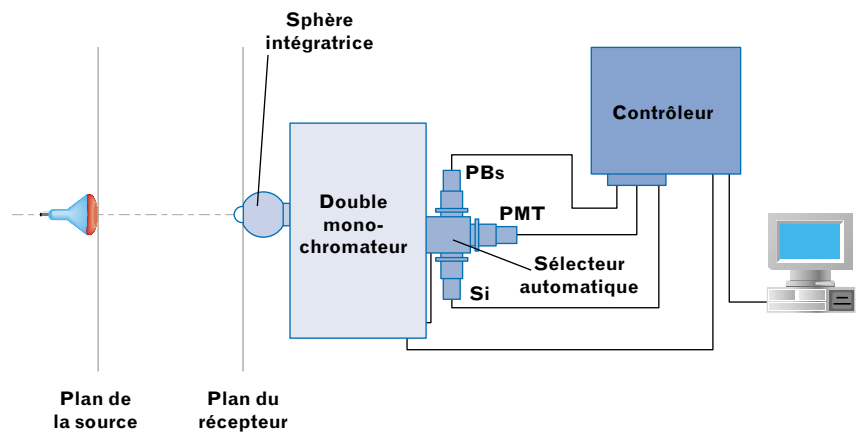 Sphère
intégratrice
Contrôleur
PBs
Double
mono-
chromateur
PMT
Sélecteur
automatique
Si
Plan de
la source
Plan du
récepteur